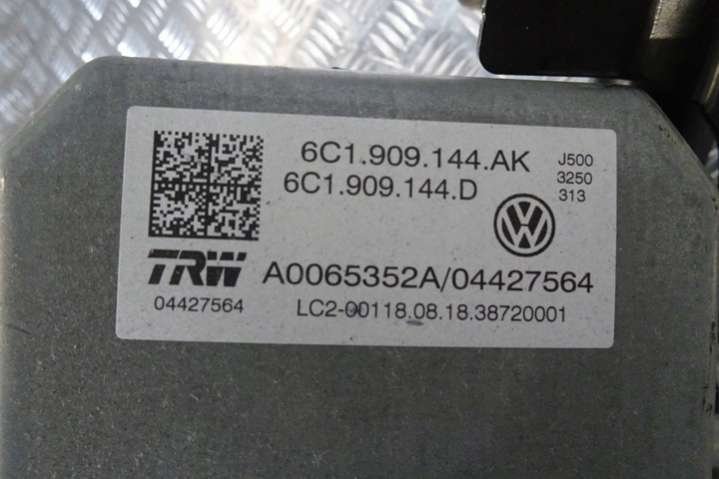 6C1.909.144.AK
6C1.909.144.D
J500
3250
313
VW
TRW
A0065352A/04427564
04427564
LC2-00118.08.18.38720001